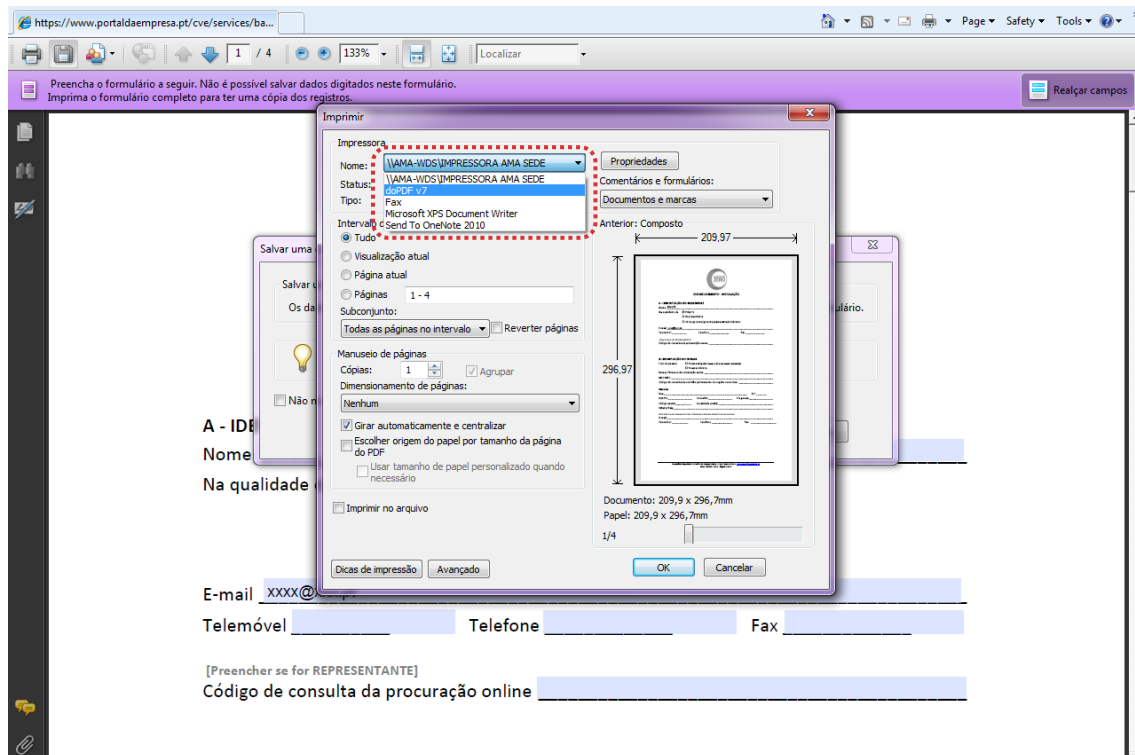 https://www.portaldaempresa.pt/cve/services/ba...
Page Safety Tools
1 / 4 133% Localizar
Preencha o formulário a seguir. Não é possível salvar dados digitados neste formulário.
Imprima o formulário completo para ter uma cópia dos registros.
Realçar campos
Imprimir
Impressora
Nome: \\AMA-WDS\IMPRESSORA AMA SEDE
Propriedades
Status: \\AMA-WDS\IMPRESSORA AMA SEDE
doPDF v7
Tipo: Fax
Microsoft XPS Document Writer
Send To OneNote 2010
Comentários e formulários:
Documentos e marcas
Intervalo d
Tudo
Visualização atual
Página atual
Páginas 1 - 4
Subconjunto:
Todas as páginas no intervalo Reverter páginas
Manuseio de páginas
Cópias: 1 Agrupar
Dimensionamento de páginas:
Nenhum
Girar automaticamente e centralizar
Escolher origem do papel por tamanho da página
do PDF
Usar tamanho de papel personalizado quando
necessário
Imprimir no arquivo
Anterior: Composto
209,97
296,97
Documento: 209,9 x 296,7mm
Papel: 209,9 x 296,7mm
1/4
Dicas de impressão Avançado OK Cancelar
Salvar uma
Salvar u
Os da
ulário.
Não n
A - IDE
Nome
Na qualidade
E-mail xxxx@
Telemóvel Telefone Fax
[Preencher se for REPRESENTANTE]
Código de consulta da procuração online